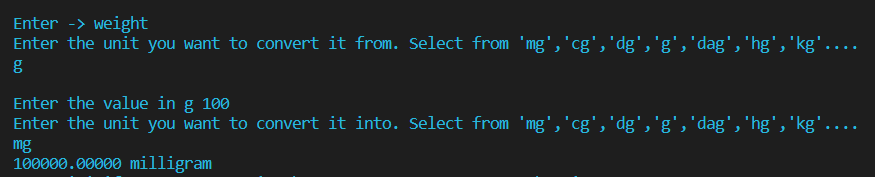 Enter -> weight
Enter the unit you want to convert it from. Select from 'mg','cg','dg','g','dag','hg','kg'....
g
Enter the value in g 100
Enter the unit you want to convert it into. Select from 'mg','cg','dg','g','dag','hg','kg'....
mg
100000.00000 milligram